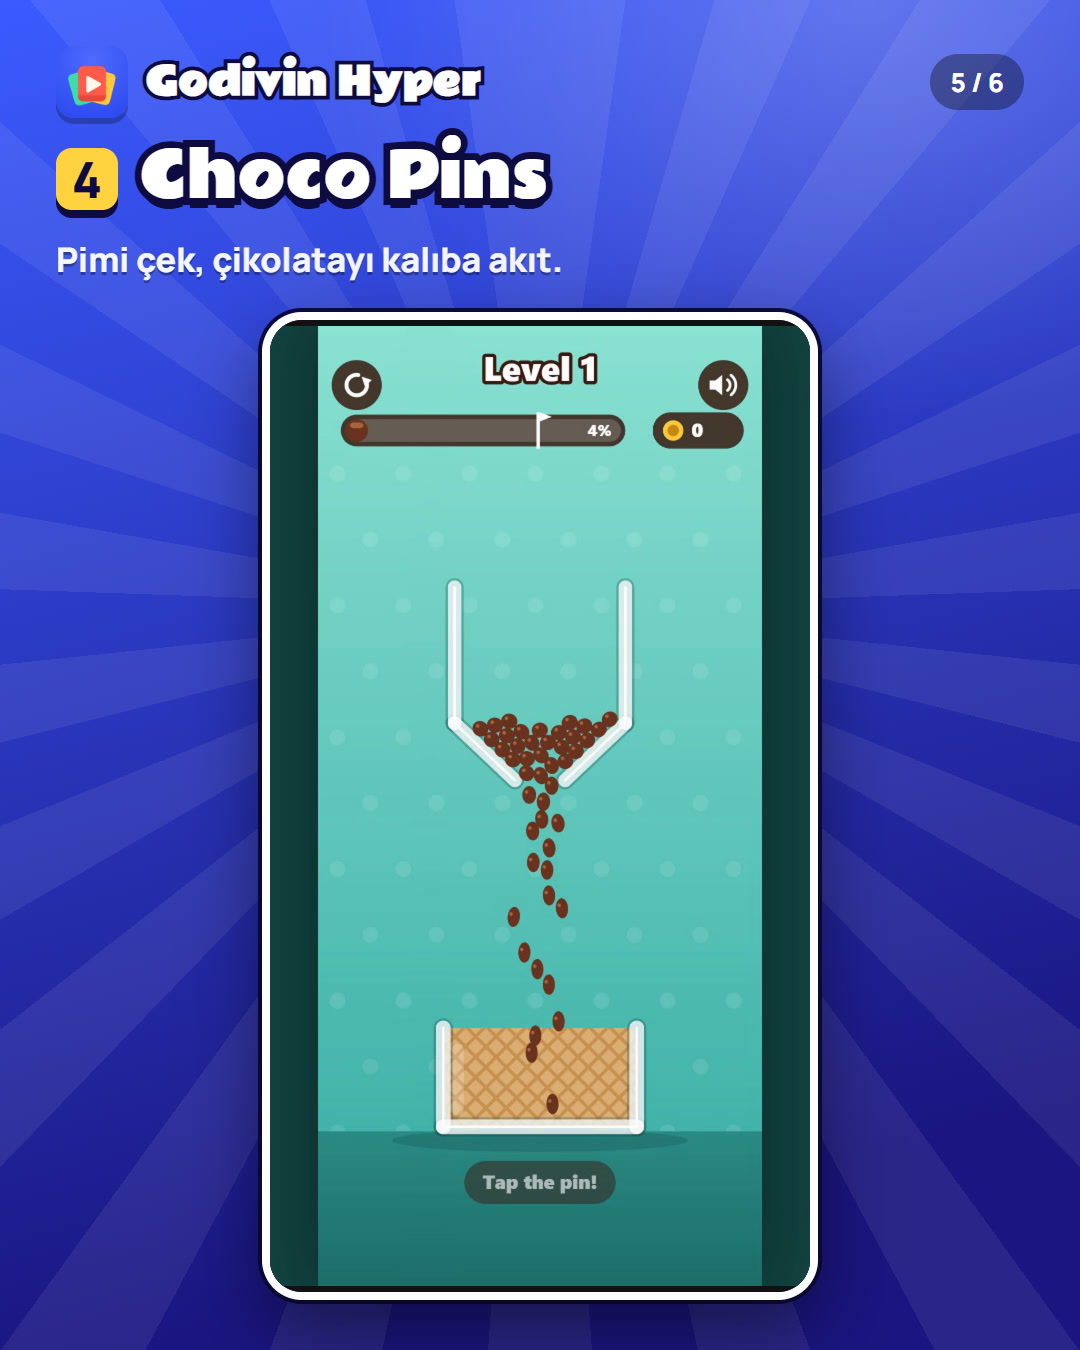 Godivin Hyper
5 / 6
4 Choco Pins
Pimi çek, çikolatayı kalıba akıt.
Level 1
4%
0
Tap the pin!